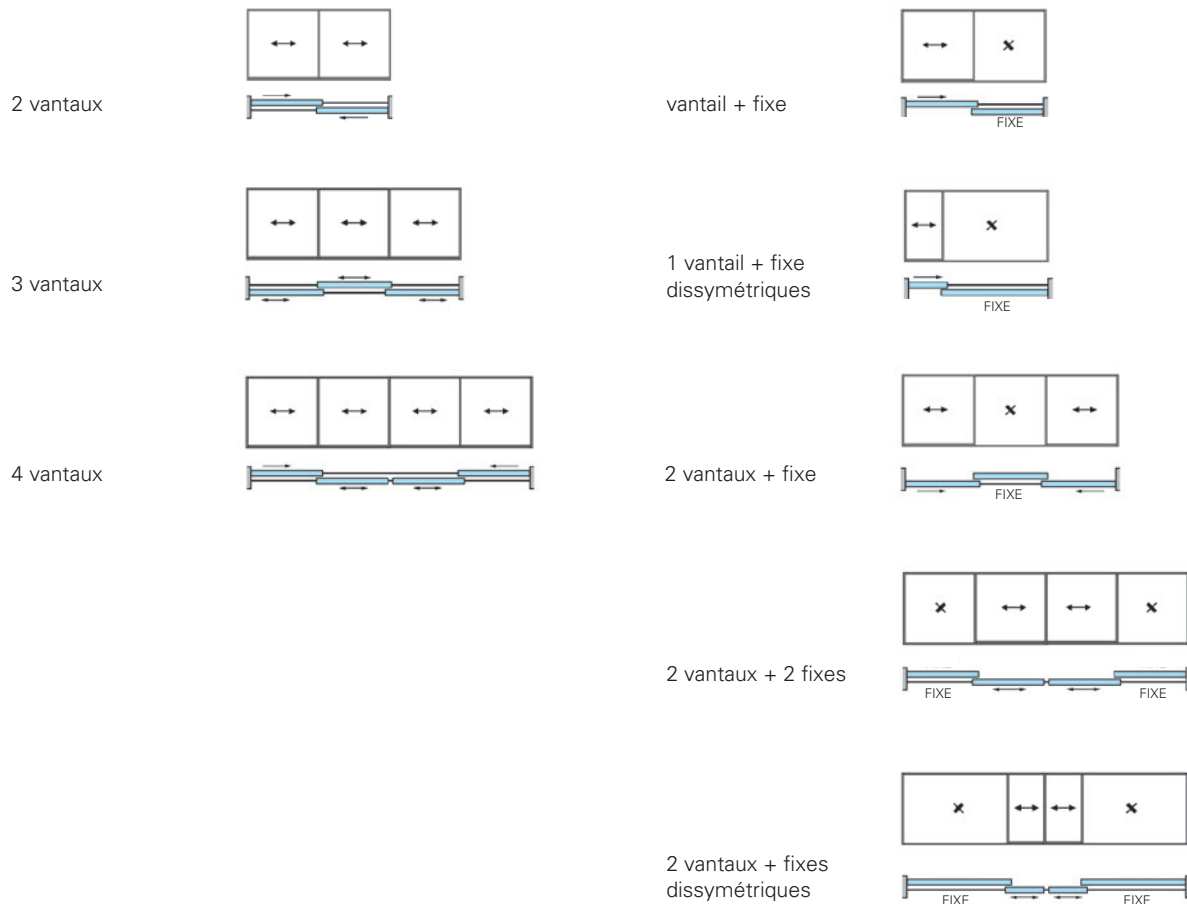 2 vantaux
3 vantaux
4 vantaux
vantail + fixe
FIXE
1 vantail + fixe
dissymétriques
FIXE
2 vantaux + fixe
FIXE
2 vantaux + 2 fixes
FIXE
FIXE
2 vantaux + fixes
dissymétriques
FIXE
FIXE